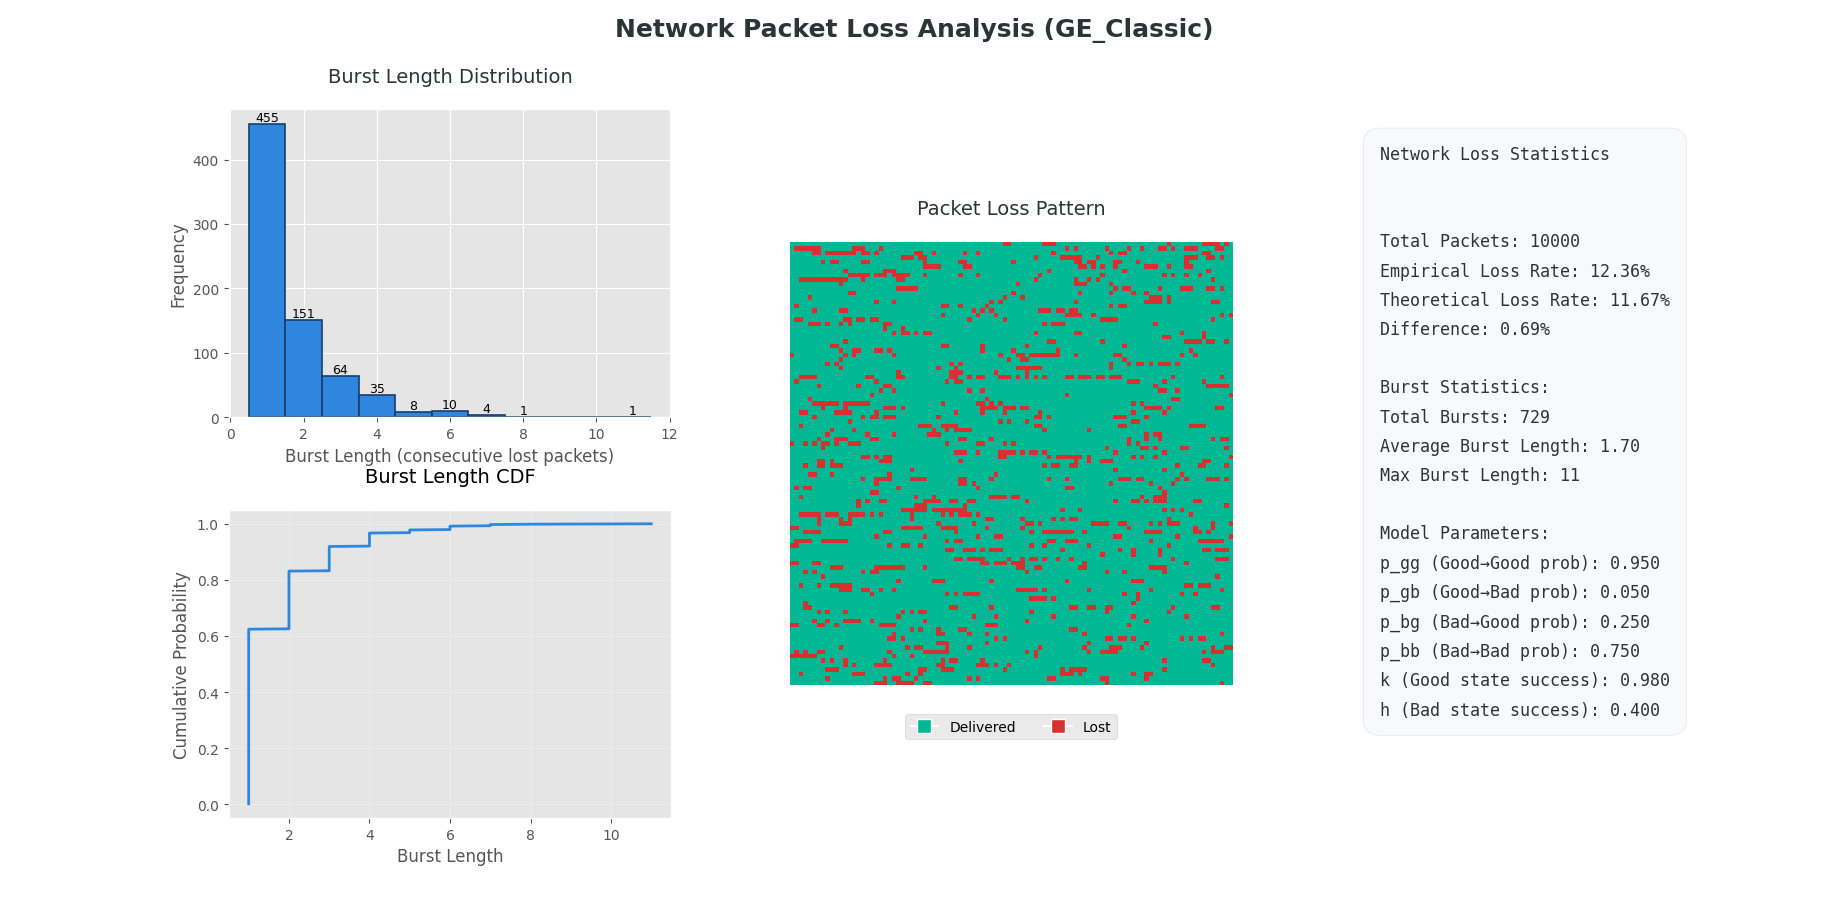 Network Packet Loss Analysis (GE_Classic)
Burst Length Distribution
455
151
64
35
8
10
4
1
1
400
300
200
100
0
Frequency
0 2 4 6 8 10 12
Burst Length (consecutive lost packets)
Burst Length CDF
1.0
0.8
0.6
0.4
0.2
0.0
Cumulative Probability
2 4 6 8 10
Burst Length
Packet Loss Pattern
Delivered Lost
Network Loss Statistics
Total Packets: 10000
Empirical Loss Rate: 12.36%
Theoretical Loss Rate: 11.67%
Difference: 0.69%
Burst Statistics:
Total Bursts: 729
Average Burst Length: 1.70
Max Burst Length: 11
Model Parameters:
p_gg (Good→Good prob): 0.950
p_gb (Good→Bad prob): 0.050
p_bg (Bad→Good prob): 0.250
p_bb (Bad→Bad prob): 0.750
k (Good state success): 0.980
h (Bad state success): 0.400